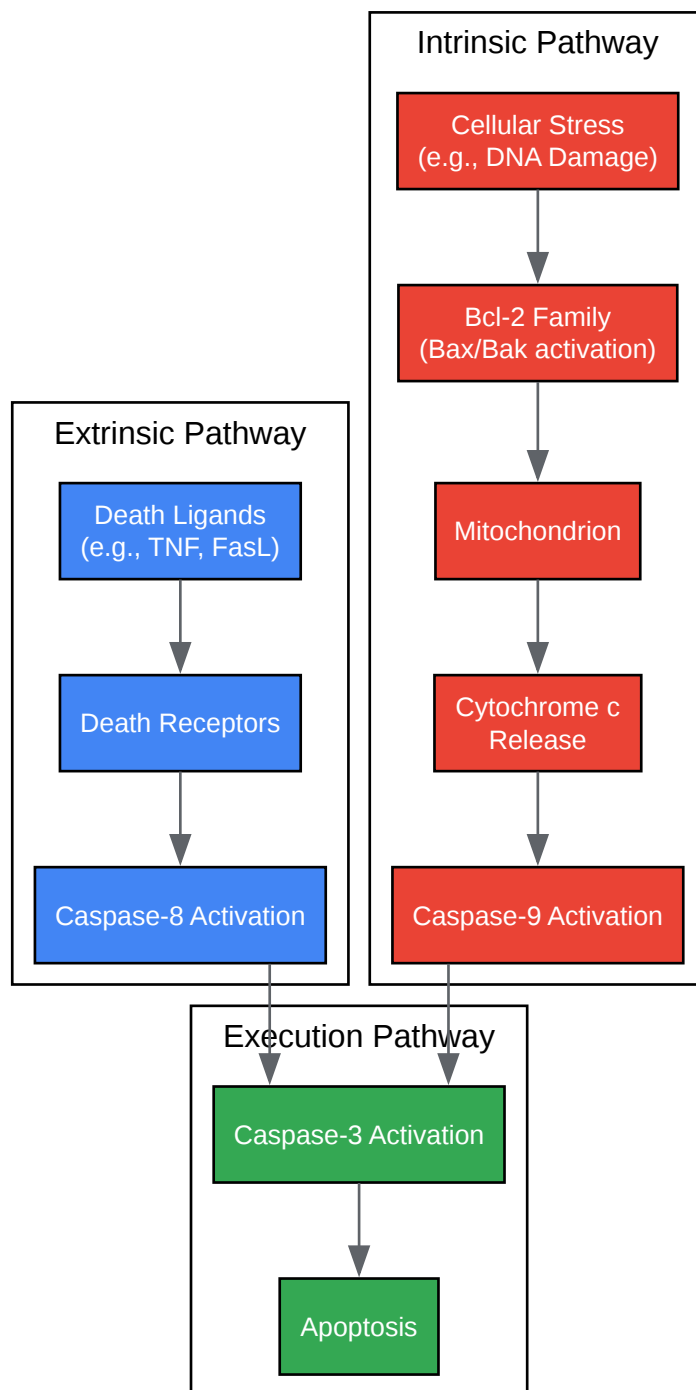 Intrinsic Pathway
Cellular Stress
(e.g., DNA Damage)
Bcl-2 Family
(Bax/Bak activation)
Mitochondrion
Cytochrome c
Release
Caspase-9 Activation
Extrinsic Pathway
Death Ligands
(e.g., TNF, FasL)
Death Receptors
Caspase-8 Activation
Execution Pathway
Caspase-3 Activation
Apoptosis